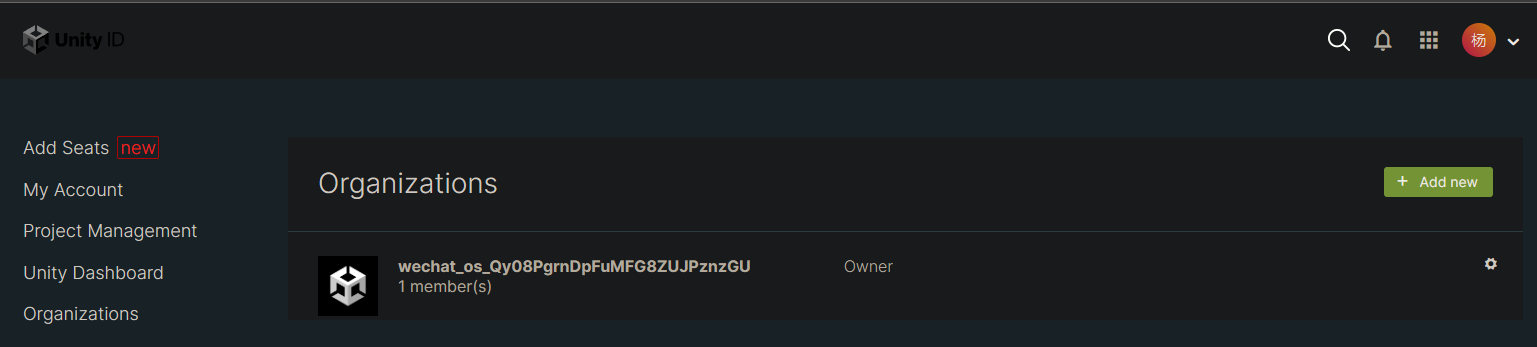 Unity ID
杨
Add Seats new
My Account
Project Management
Unity Dashboard
Organizations
Organizations
+ Add new
wechat_os_Qy08PgrnDpFuMFG8ZUJPznzGU
Owner
1 member(s)